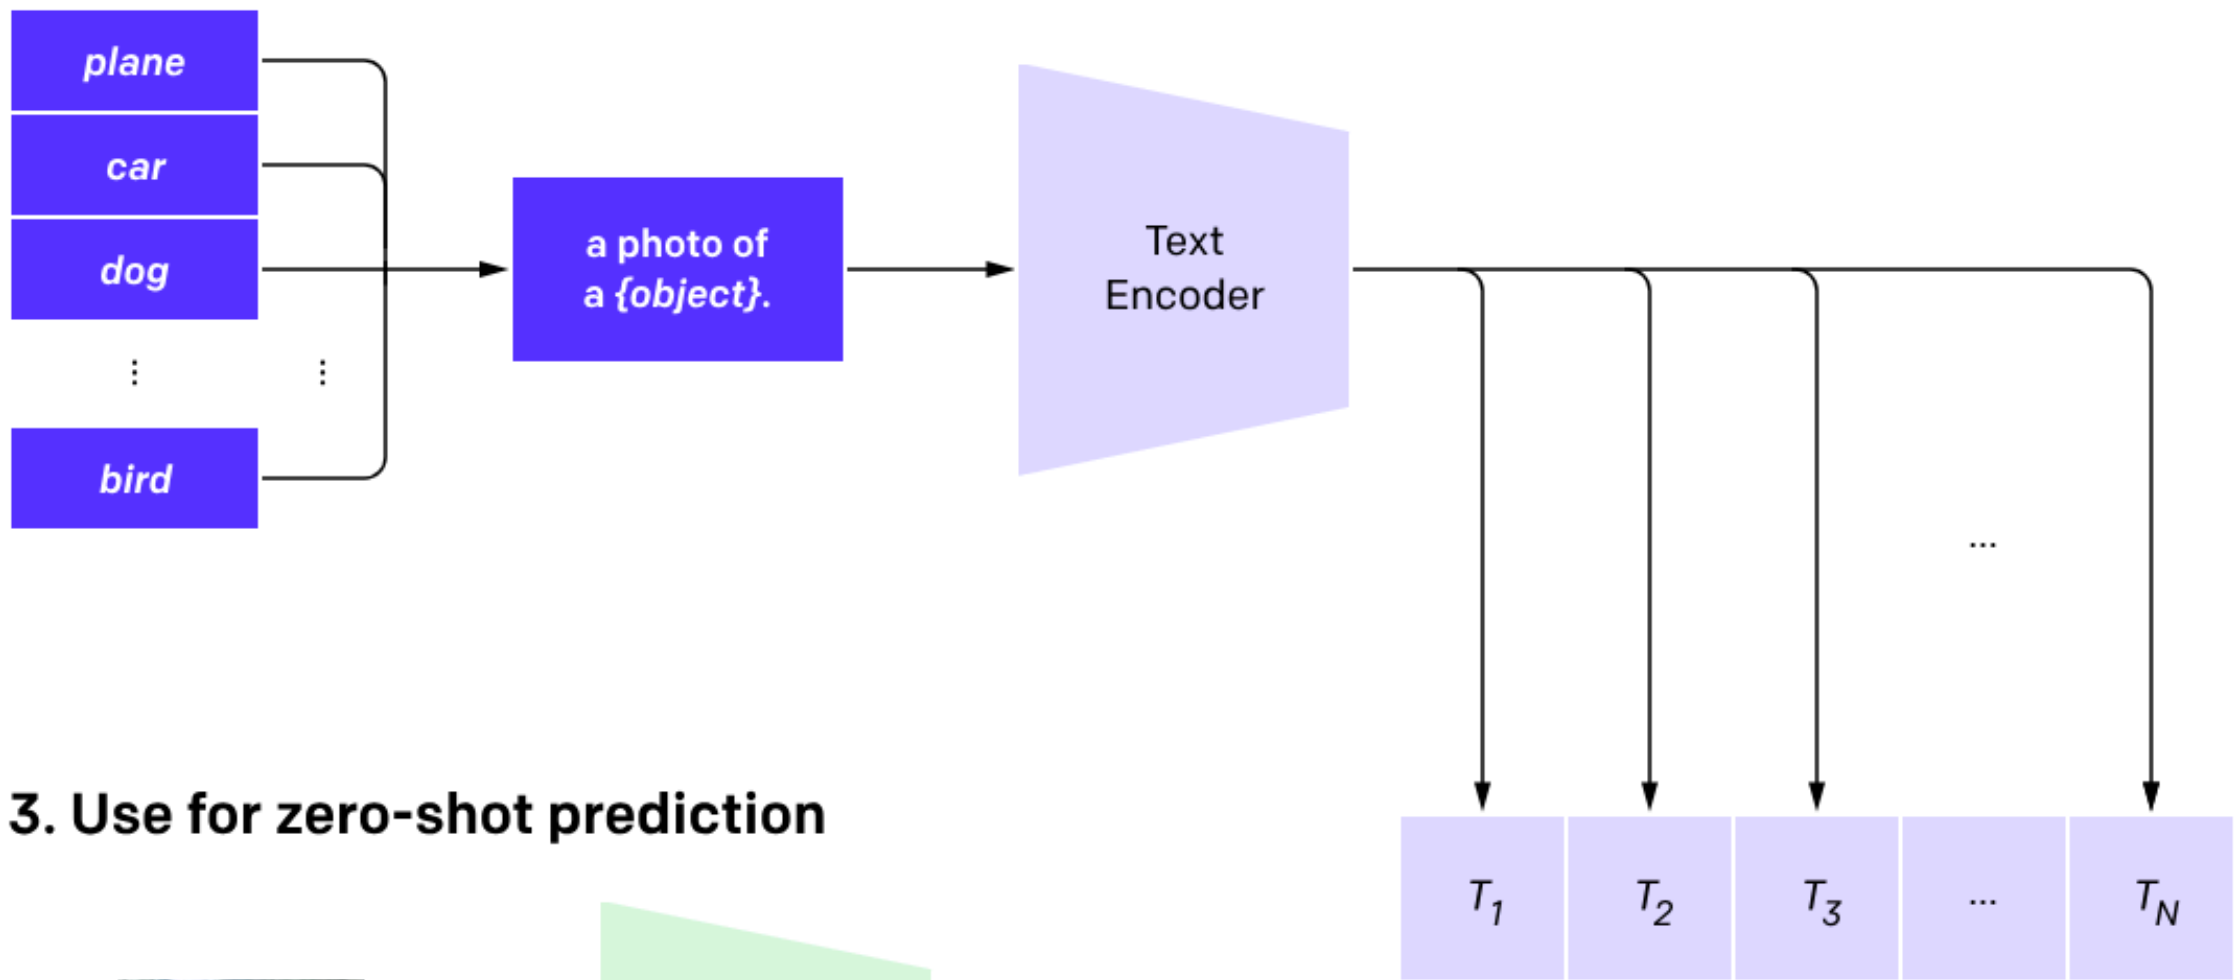 plane
car
dog
⋮ ⋮
bird
a photo of
a {object}.
Text
Encoder
...
3. Use for zero-shot prediction
T1 T2 T3 ... TN